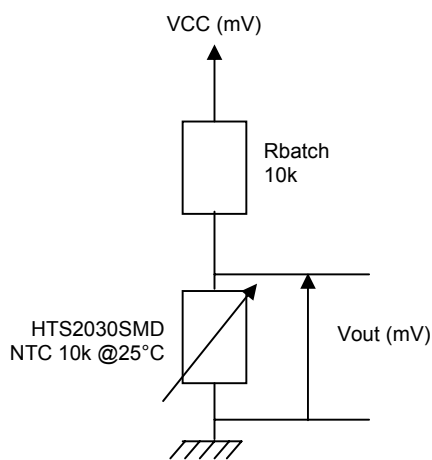 VCC (mV)
Rbatch
10k
HTS2030SMD
NTC 10k @25°C
Vout (mV)